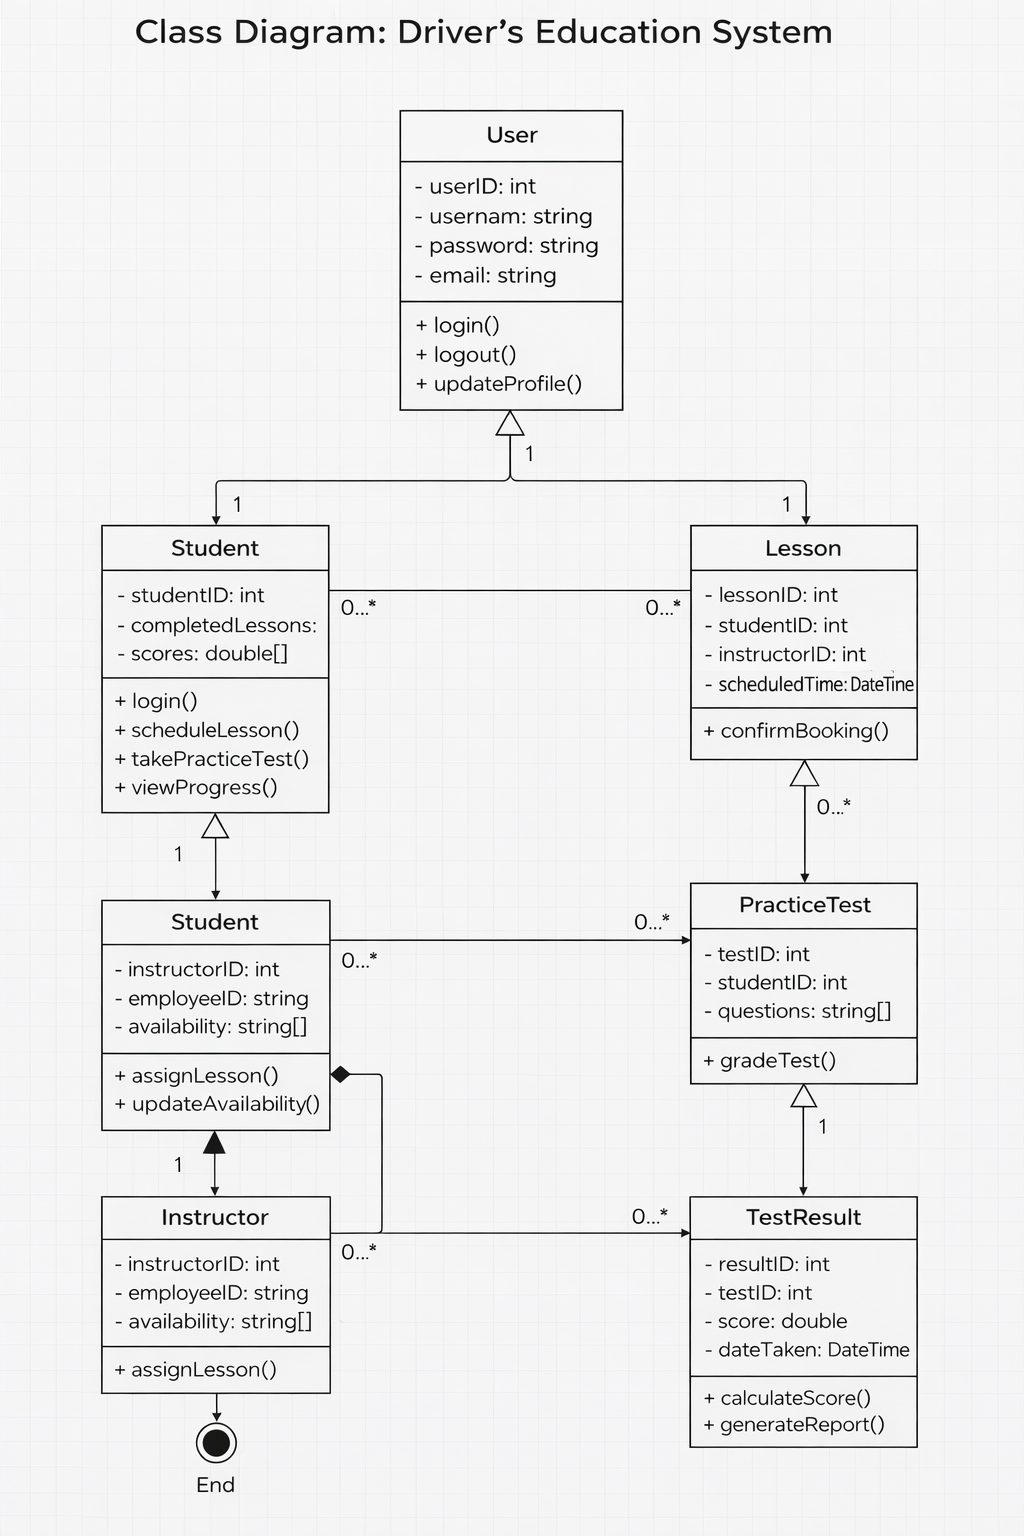 Class Diagram: Driver's Education System
User
- userID: int
- usernam: string
- password: string
- email: string
+ login()
+ logout()
+ updateProfile()
1
1
1
Student
- studentID: int
- completedLessons:
- scores: double[]
+ login()
+ scheduleLesson()
+ takePracticeTest()
+ viewProgress()
0...*
0...*
Lesson
- lessonID: int
- studentID: int
- instructorID: int
- scheduledTime: DateTine
+ confirmBooking()
1
0...*
Student
- instructorID: int
- employeeID: string
- availability: string[]
+ assignLesson()
+ updateAvailability()
0...*
0...*
PracticeTest
- testID: int
- studentID: int
- questions: string[]
+ gradeTest()
1
1
Instructor
- instructorID: int
- employeeID: string
- availability: string[]
+ assignLesson()
0...*
0...*
TestResult
- resultID: int
- testID: int
- score: double
- dateTaken: DateTime
+ calculateScore()
+ generateReport()
End